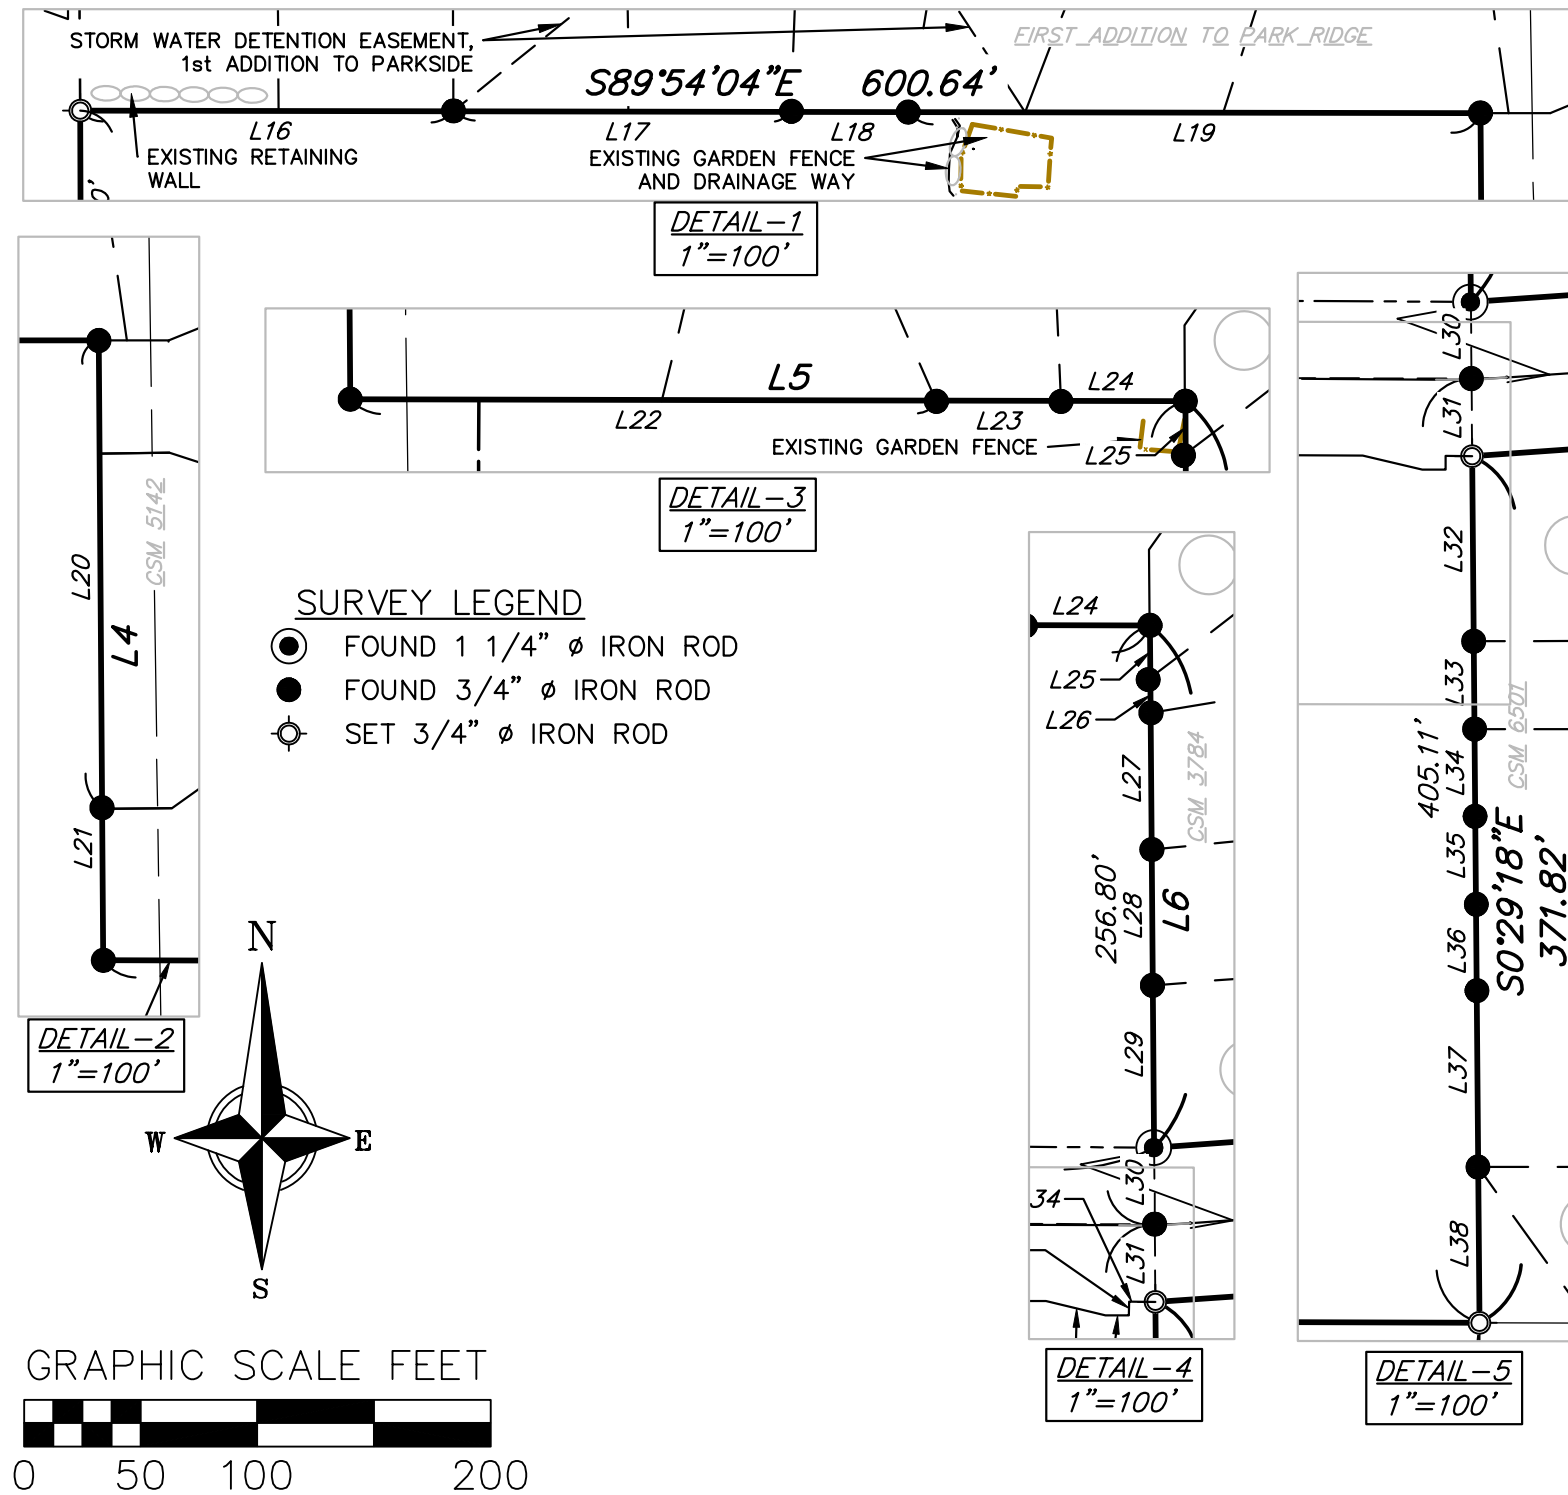 STORM WATER DETENTION EASEMENT,
1st ADDITION TO PARKSIDE
FIRST ADDITION TO PARK RIDGE
S89°54'04"E 600.64'
L16
L17
L18
L19
EXISTING RETAINING
WALL
EXISTING GARDEN FENCE
AND DRAINAGE WAY
DETAIL-1
1"=100'
L20
L4
CSM 5142
L21
DETAIL-2
1"=100'
L5
L24
L22
L23
EXISTING GARDEN FENCE
L25
DETAIL-3
1"=100'
SURVEY LEGEND
FOUND 1 1/4" ø IRON ROD
FOUND 3/4" ø IRON ROD
SET 3/4" ø IRON ROD
N
W
E
S
L24
L25
L26
L27
CSM 3784
256.80'
L28
L6
L29
L30
34
L31
DETAIL-4
1"=100'
L30
L31
L32
L33
CSM 6501
405.11'
L34
L35
S0°29'18"E
371.82'
L36
L37
L38
DETAIL-5
1"=100'
GRAPHIC SCALE FEET
0 50 100 200